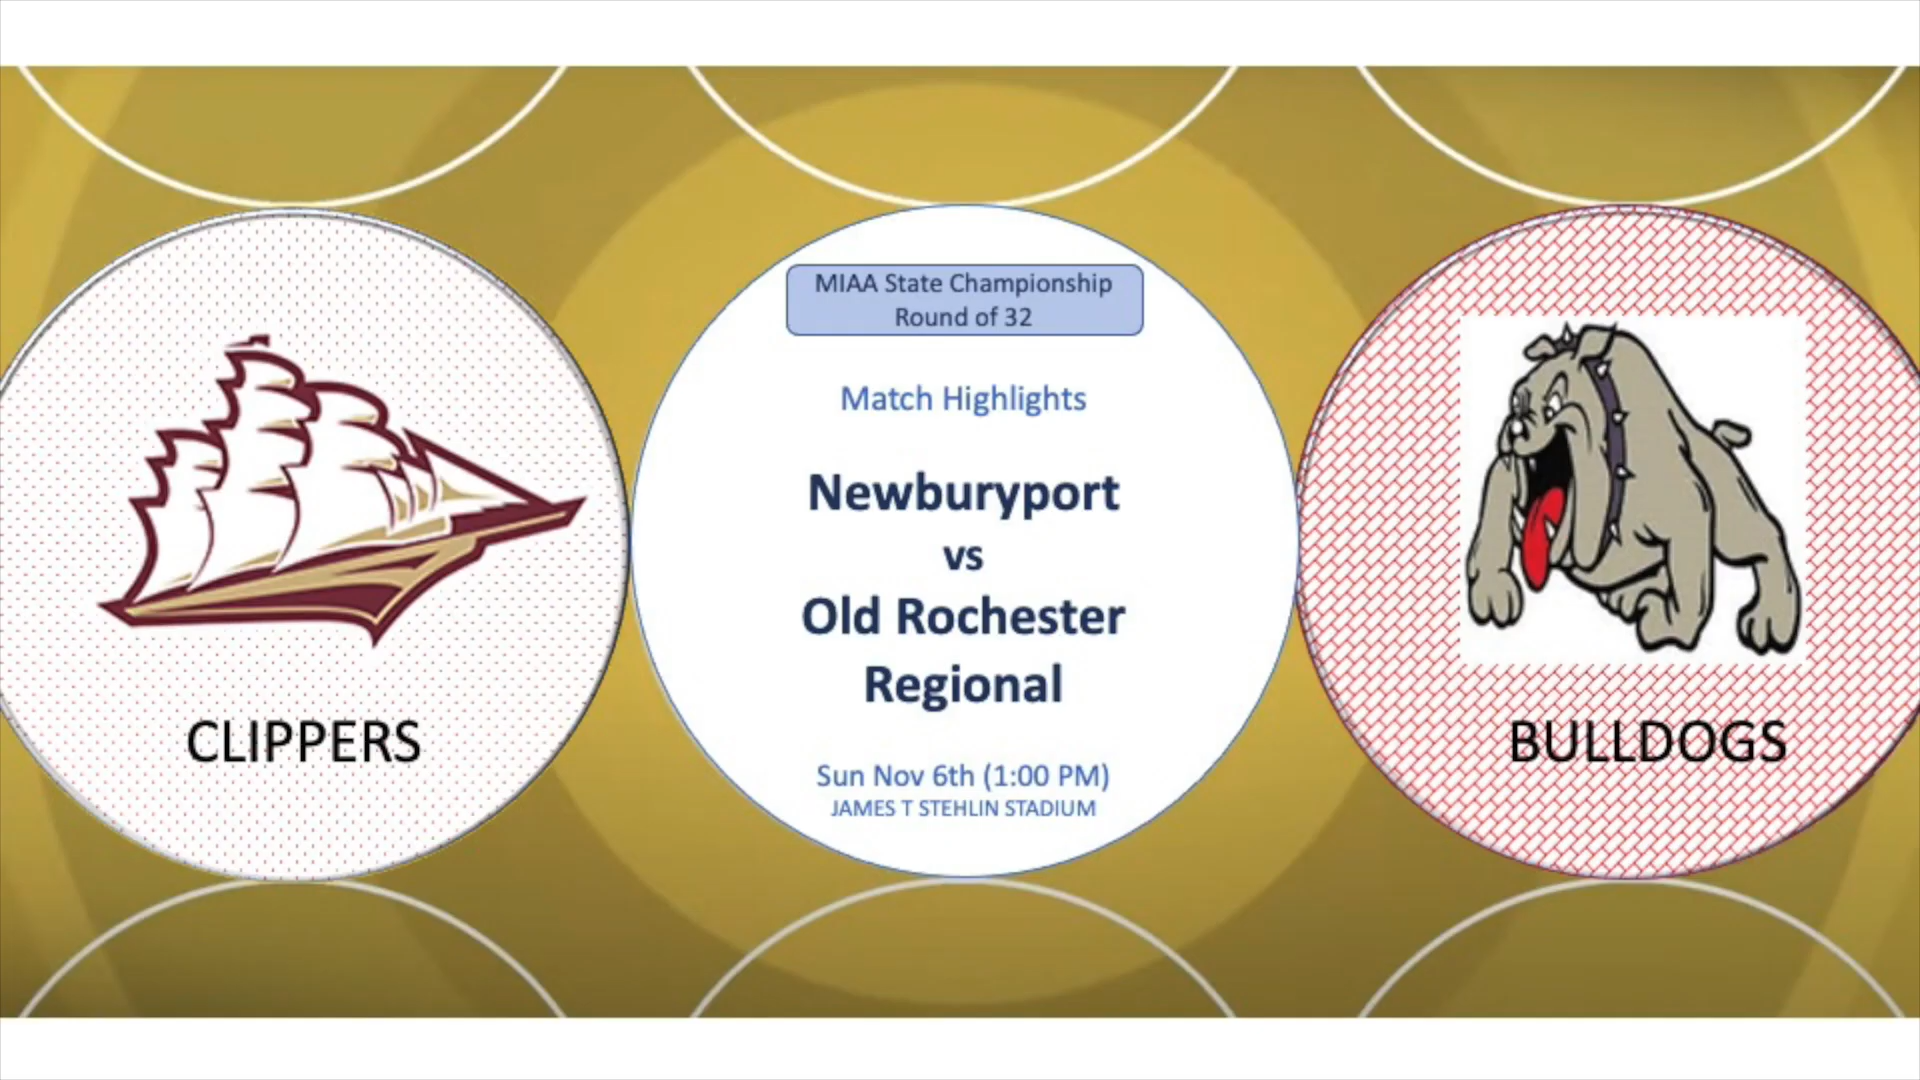 MIAA State Championship
Round of 32
Match Highlights
Newburyport
vs
Old Rochester
Regional
Sun Nov 6th (1:00 PM)
JAMES T STEHLIN STADIUM
CLIPPERS
BULLDOGS